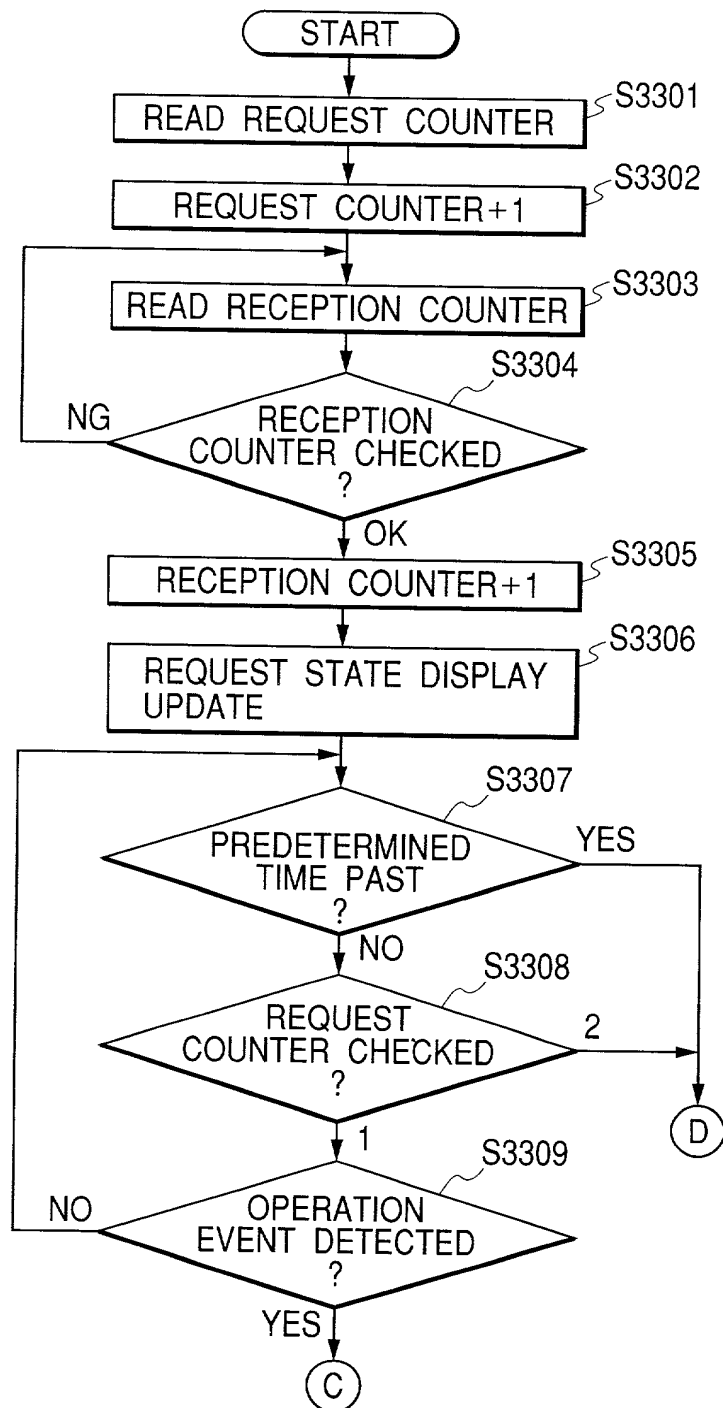 START
READ REQUEST COUNTER
S3301
REQUEST COUNTER+1
S3302
READ RECEPTION COUNTER
S3303
S3304
NG
RECEPTION
COUNTER CHECKED
?
OK
RECEPTION COUNTER+1
S3305
REQUEST STATE DISPLAY
UPDATE
S3306
S3307
PREDETERMINED
TIME PAST
?
YES
NO
S3308
REQUEST
COUNTER CHECKED
?
2
D
1
S3309
NO
OPERATION
EVENT DETECTED
?
YES
C